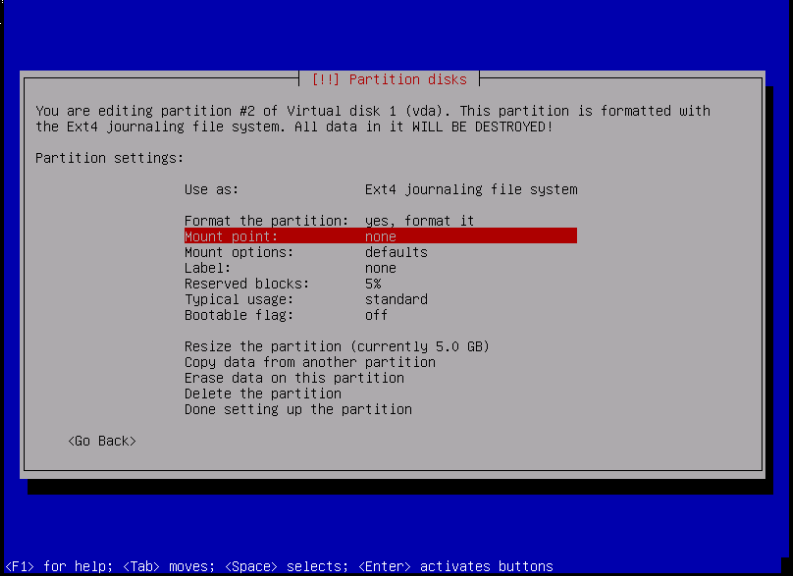 [!!] Partition disks
You are editing partition #2 of Virtual disk 1 (vda). This partition is formatted with
the Ext4 journaling file system. All data in it WILL BE DESTROYED!
Partition settings:
Use as: Ext4 journaling file system
Format the partition: yes, format it
Mount point: none
Mount options: defaults
Label: none
Reserved blocks: 5%
Typical usage: standard
Bootable flag: off
Resize the partition (currently 5.0 GB)
Copy data from another partition
Erase data on this partition
Delete the partition
Done setting up the partition
<Go Back>
<F1> for help; <Tab> moves; <Space> selects; <Enter> activates buttons